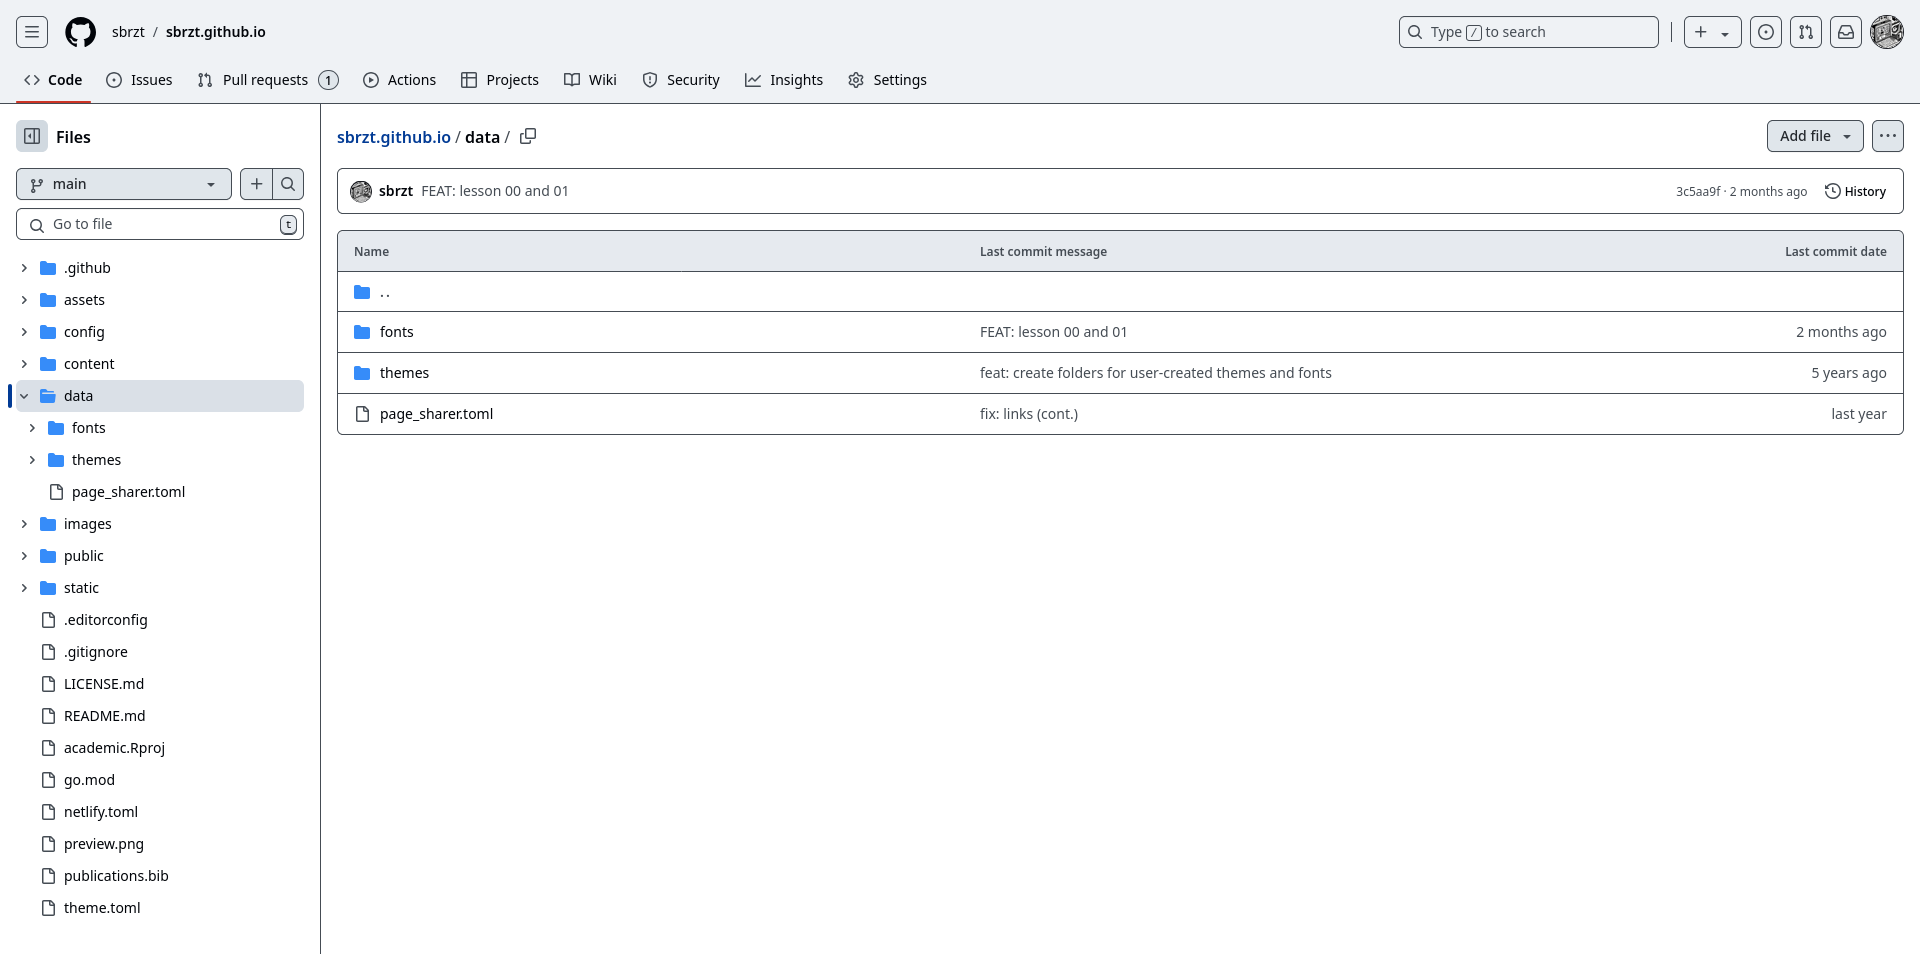 sbrzt / sbrzt.github.io
Type / to search
Code Issues Pull requests 1 Actions Projects Wiki Security Insights Settings
Files
main
Go to file t
.github
assets
config
content
data
fonts
themes
page_sharer.toml
images
public
static
.editorconfig
.gitignore
LICENSE.md
README.md
academic.Rproj
go.mod
netlify.toml
preview.png
publications.bib
theme.toml
sbrzt.github.io / data /
Add file
sbrzt FEAT: lesson 00 and 01 3c5aa9f · 2 months ago History
Name Last commit message Last commit date
..
fonts FEAT: lesson 00 and 01 2 months ago
themes feat: create folders for user-created themes and fonts 5 years ago
page_sharer.toml fix: links (cont.) last year